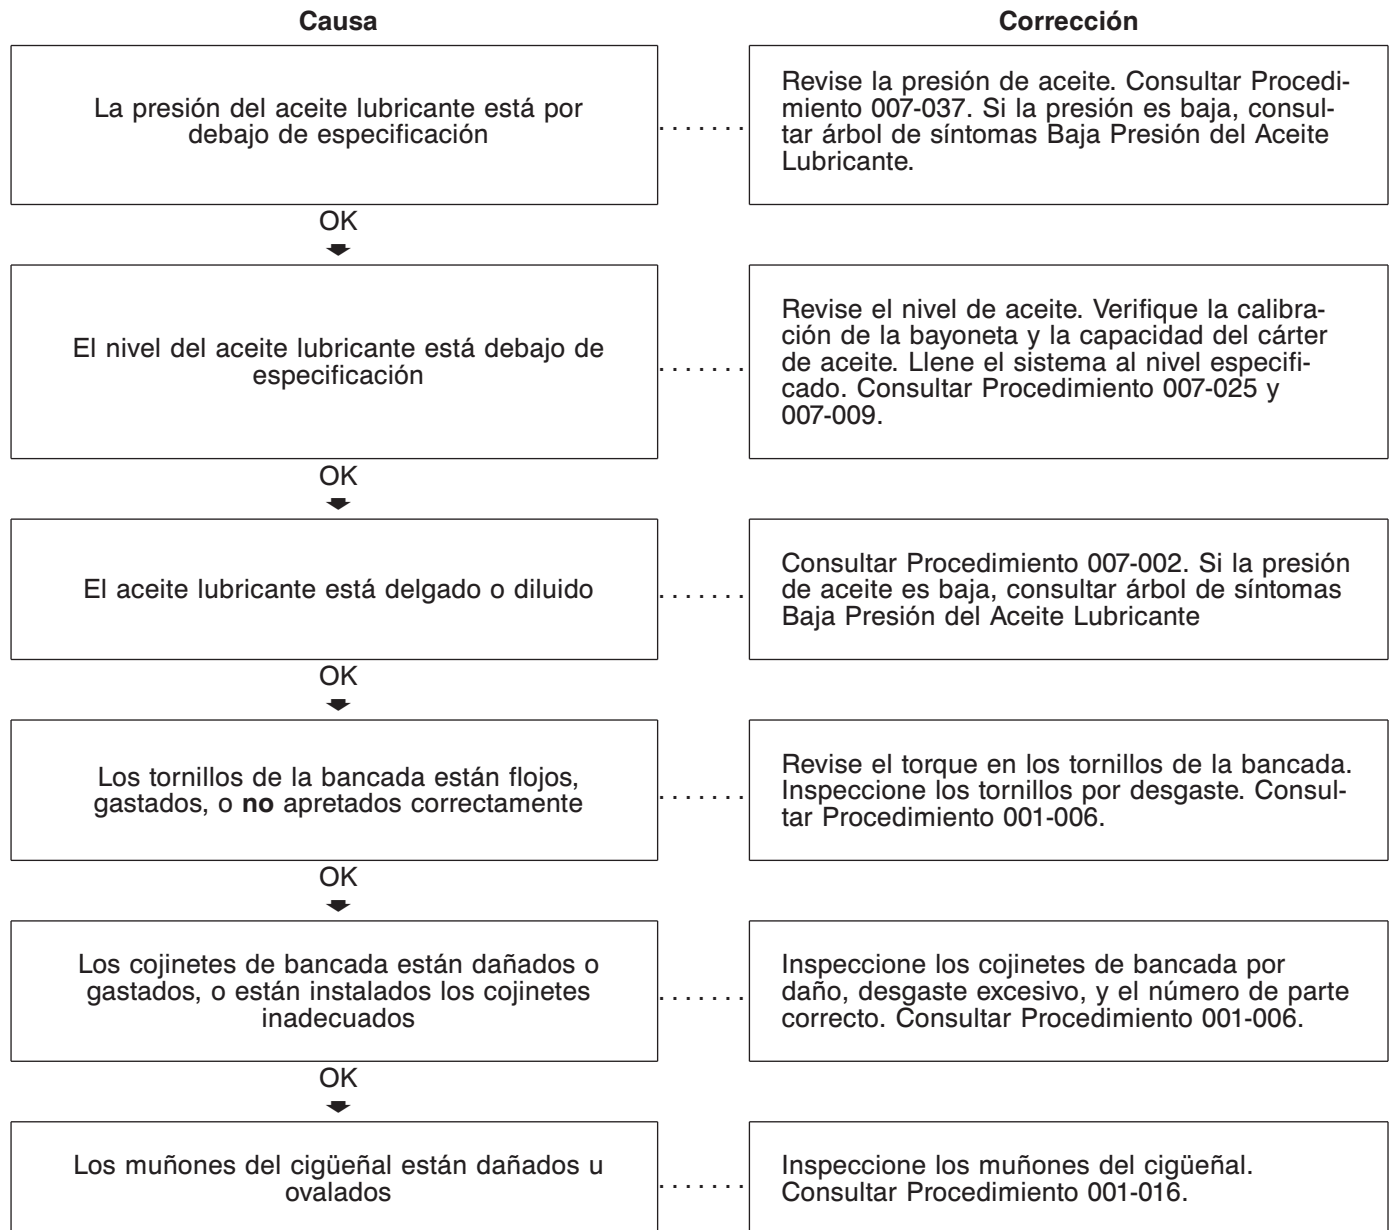 Causa
Corrección
La presión del aceite lubricante está por
debajo de especificación
. . . . . . .
Revise la presión de aceite. Consultar Procedi-
miento 007-037. Si la presión es baja, consul-
tar árbol de síntomas Baja Presión del Aceite
Lubricante.
OK
El nivel del aceite lubricante está debajo de
especificación
. . . . . . .
Revise el nivel de aceite. Verifique la calibra-
ción de la bayoneta y la capacidad del cárter
de aceite. Llene el sistema al nivel especifi-
cado. Consultar Procedimiento 007-025 y
007-009.
OK
El aceite lubricante está delgado o diluido
. . . . . . .
Consultar Procedimiento 007-002. Si la presión
de aceite es baja, consultar árbol de síntomas
Baja Presión del Aceite Lubricante
OK
Los tornillos de la bancada están flojos,
gastados, o no apretados correctamente
. . . . . . .
Revise el torque en los tornillos de la bancada.
Inspeccione los tornillos por desgaste. Consul-
tar Procedimiento 001-006.
OK
Los cojinetes de bancada están dañados o
gastados, o están instalados los cojinetes
inadecuados
. . . . . . .
Inspeccione los cojinetes de bancada por
daño, desgaste excesivo, y el número de parte
correcto. Consultar Procedimiento 001-006.
OK
Los muñones del cigüeñal están dañados u
ovalados
. . . . . . .
Inspeccione los muñones del cigüeñal.
Consultar Procedimiento 001-016.